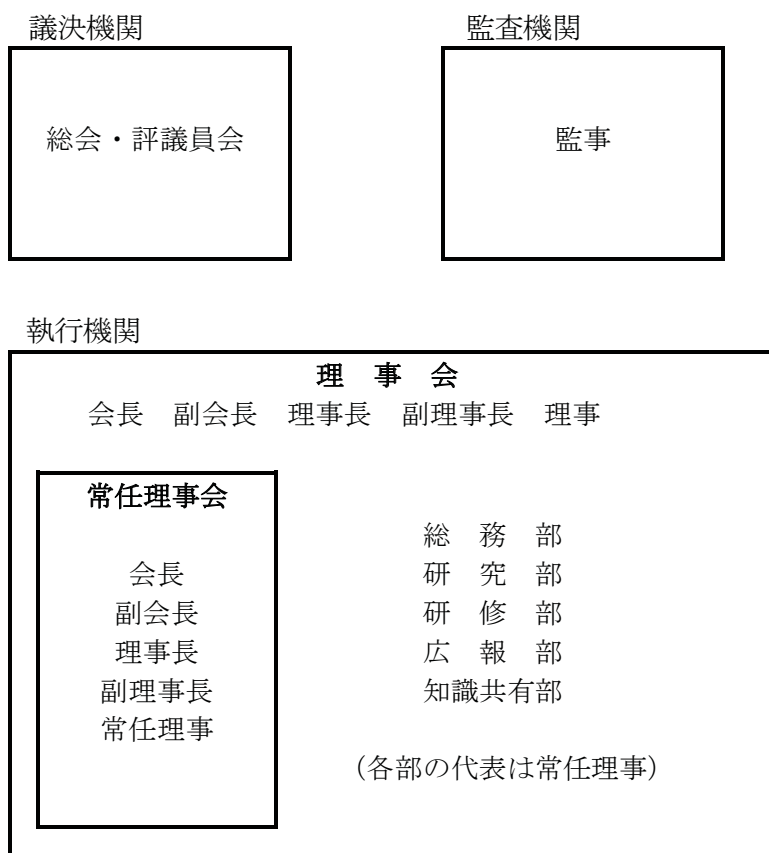 議決機関
総会・評議員会
監査機関
監事
執行機関
理　事　会
会長　副会長　理事長　副理事長　理事
常任理事会
会長
副会長
理事長
副理事長
常任理事
総　務　部
研　究　部
研　修　部
広　報　部
知識共有部
（各部の代表は常任理事）